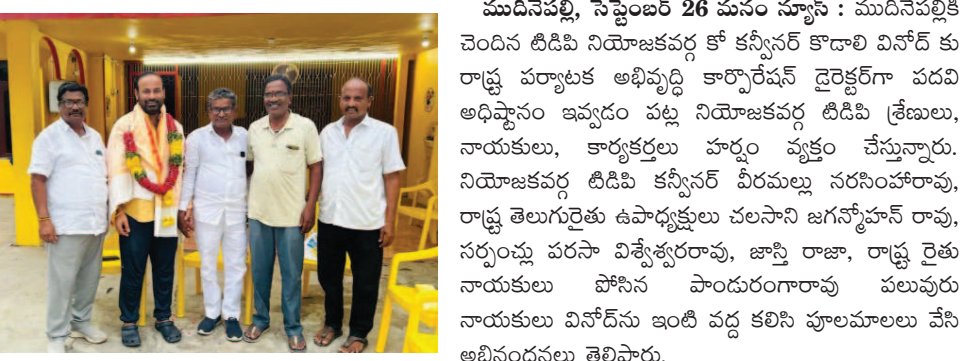 ముదినేపల్లి, సెప్టెంబర్ 26 మనం న్యూస్ : ముదినేపల్లికి
చెందిన టిడిపి నియోజకవర్గ కో కన్వీనర్ కొడాలి వినోద్ కు
రాష్ట్ర పర్యాటక అభివృద్ధి కార్పొరేషన్ డైరెక్టర్‌గా పదవి
అధిష్టానం ఇవ్వడం పట్ల నియోజకవర్గ టిడిపి శ్రేణులు,
నాయకులు, కార్యకర్తలు హర్షం వ్యక్తం చేస్తున్నారు.
నియోజకవర్గ టిడిపి కన్వీనర్ వీరమల్లు నరసింహారావు,
రాష్ట్ర తెలుగురైతు ఉపాధ్యక్షులు చలసాని జగన్మోహన్ రావు,
సర్పంచ్లు పరసా విశ్వేశ్వరరావు, జాస్తి రాజా, రాష్ట్ర రైతు
నాయకులు పోసిన పాండురంగారావు పలువురు
నాయకులు వినోద్‌ను ఇంటి వద్ద కలిసి పూలమాలలు వేసి
అభినందనలు తెలిపారు.